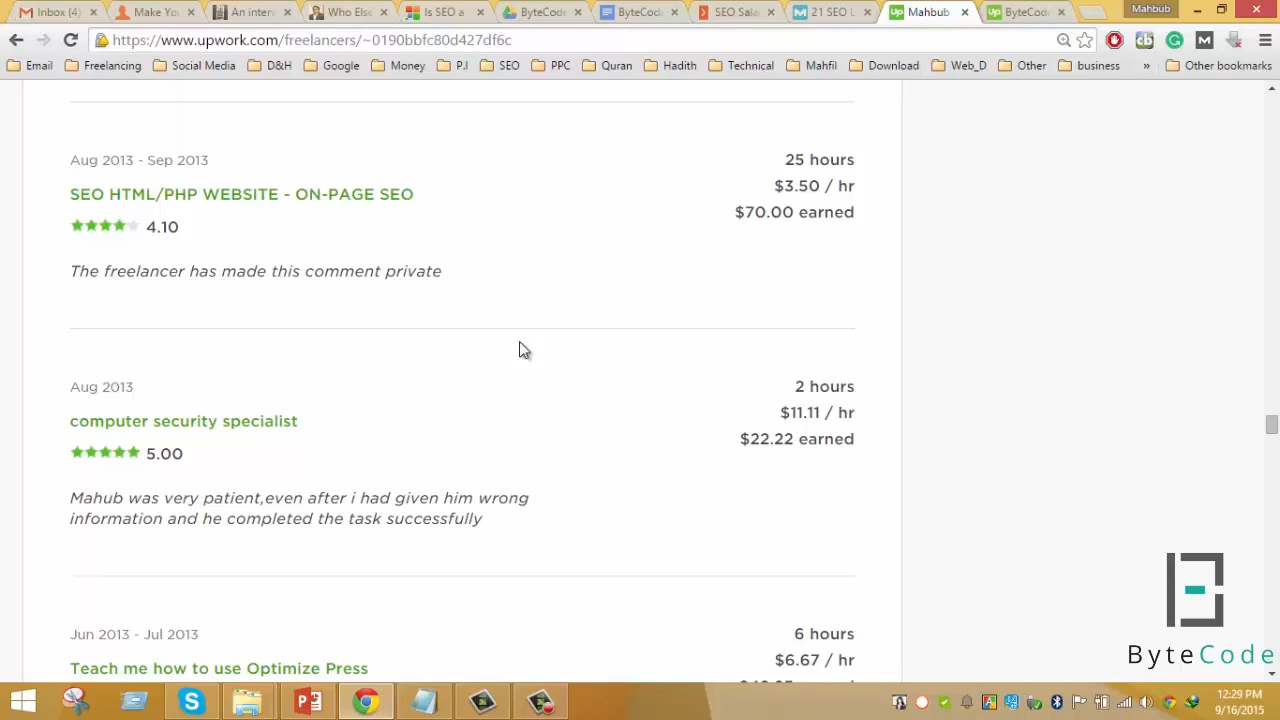 Inbox (4)
Make Yo
An interv
Who Else
Is SEO a
ByteCode
ByteCode
SEO Sala
21 SEO L
Mahbub
ByteCode
Mahbub
https://www.upwork.com/freelancers/~0190bbfc80d427df6c
Email
Freelancing
Social Media
D&H
Google
Money
P.I
SEO
PPC
Quran
Hadith
Technical
Mahfil
Download
Web_D
Other
business
»
Other bookmarks
Aug 2013 - Sep 2013
25 hours
SEO HTML/PHP WEBSITE - ON-PAGE SEO
$3.50 / hr
$70.00 earned
4.10
The freelancer has made this comment private
Aug 2013
2 hours
computer security specialist
$11.11 / hr
$22.22 earned
5.00
Mahub was very patient,even after i had given him wrong
information and he completed the task successfully
Jun 2013 - Jul 2013
6 hours
Teach me how to use Optimize Press
$6.67 / hr
ByteCode
12:29 PM
9/16/2015